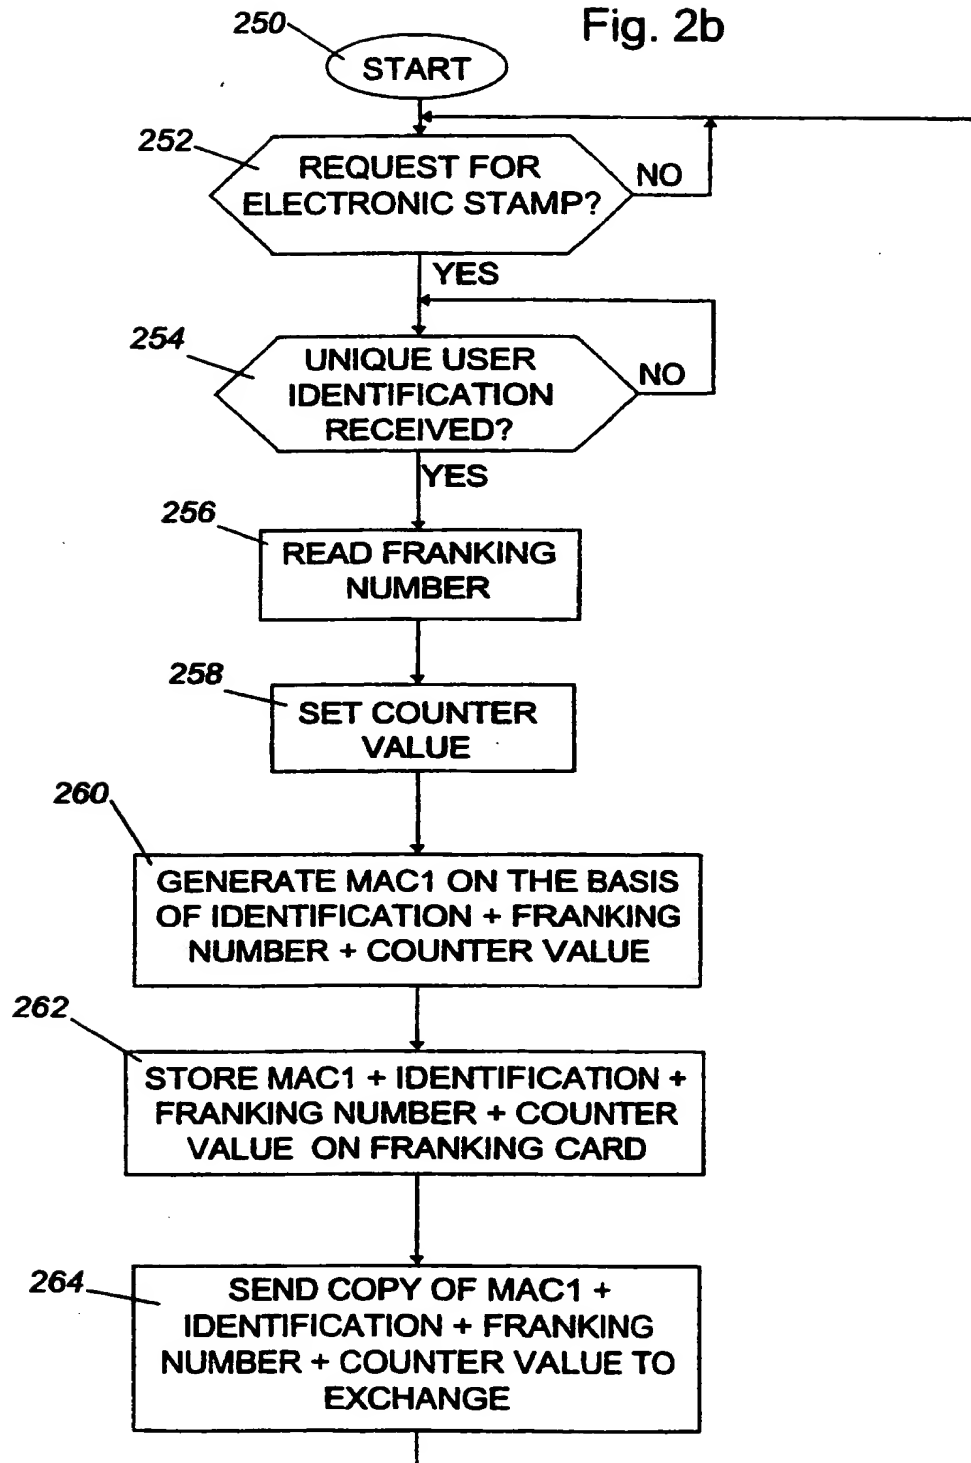 Fig. 2b
250
START
252
REQUEST FOR
ELECTRONIC STAMP?
NO
YES
254
UNIQUE USER
IDENTIFICATION
RECEIVED?
NO
YES
256
READ FRANKING
NUMBER
258
SET COUNTER
VALUE
260
GENERATE MAC1 ON THE BASIS
OF IDENTIFICATION + FRANKING
NUMBER + COUNTER VALUE
262
STORE MAC1 + IDENTIFICATION +
FRANKING NUMBER + COUNTER
VALUE ON FRANKING CARD
264
SEND COPY OF MAC1 +
IDENTIFICATION + FRANKING
NUMBER + COUNTER VALUE TO
EXCHANGE